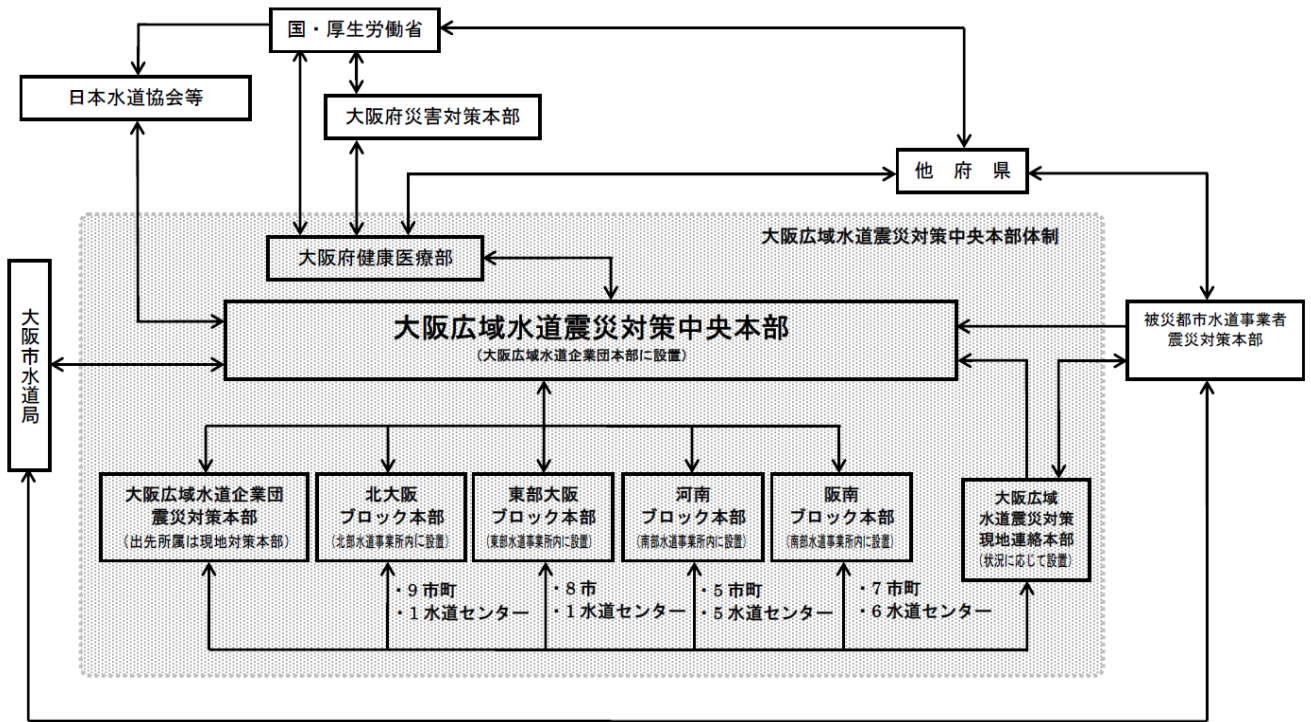 国・厚生労働省
日本水道協会等
大阪府災害対策本部
他 府 県
大阪広域水道震災対策中央本部体制
大阪府健康医療部
大阪市水道局
大阪広域水道震災対策中央本部
(大阪広域水道企業団本部に設置)
被災都市水道事業者
震災対策本部
大阪広域水道企業団
震災対策本部
(出先所属は現地対策本部)
北大阪
ブロック本部
(北部水道事業所内に設置)
東部大阪
ブロック本部
(東部水道事業所内に設置)
河南
ブロック本部
(南部水道事業所内に設置)
阪南
ブロック本部
(南部水道事業所内に設置)
大阪広域
水道震災対策
現地連絡本部
(状況に応じて設置)
・9市町
・1水道センター
・8市
・1水道センター
・5市町
・5水道センター
・7市町
・6水道センター